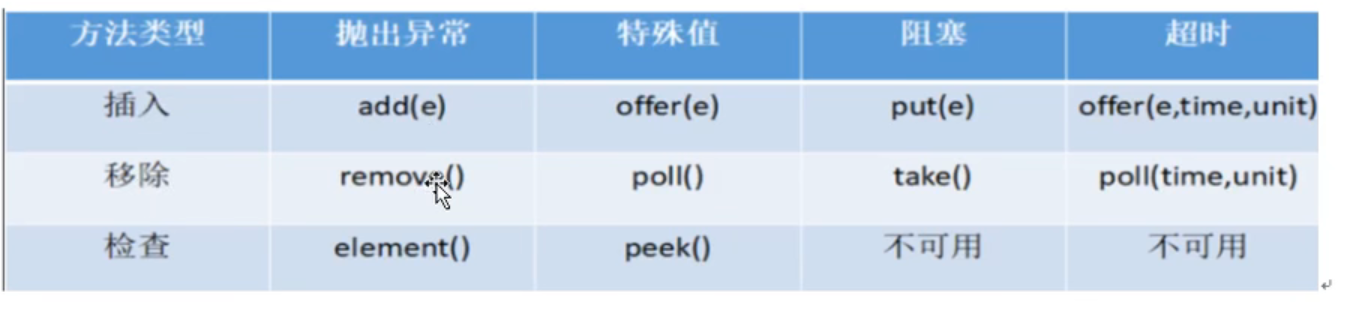 方法类型 抛出异常 特殊值 阻塞 超时
插入 add(e) offer(e) put(e) offer(e,time,unit)
移除 remove() poll() take() poll(time,unit)
检查 element() peek() 不可用 不可用